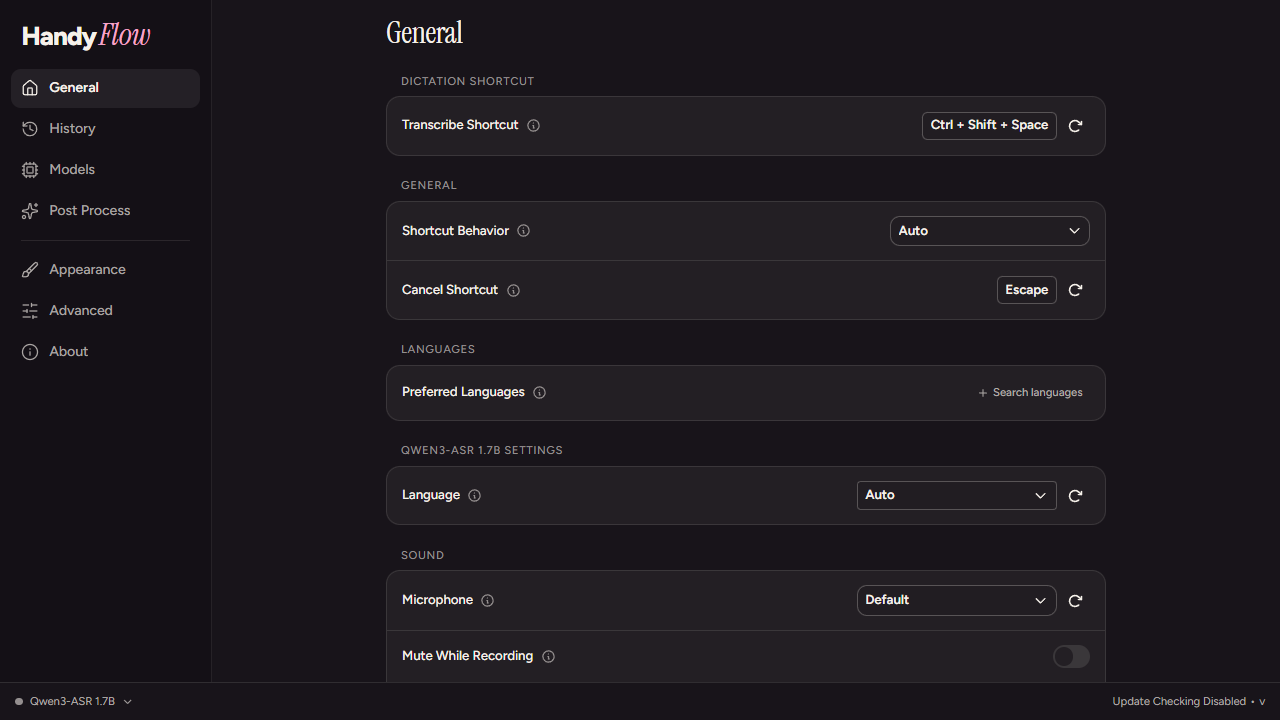 Handy Flow
General
History
Models
Post Process
Appearance
Advanced
About
General
DICTATION SHORTCUT
Transcribe Shortcut
Ctrl + Shift + Space
GENERAL
Shortcut Behavior
Auto
Cancel Shortcut
Escape
LANGUAGES
Preferred Languages
+ Search languages
QWEN3-ASR 1.7B SETTINGS
Language
Auto
SOUND
Microphone
Default
Mute While Recording
Qwen3-ASR 1.7B
Update Checking Disabled • v